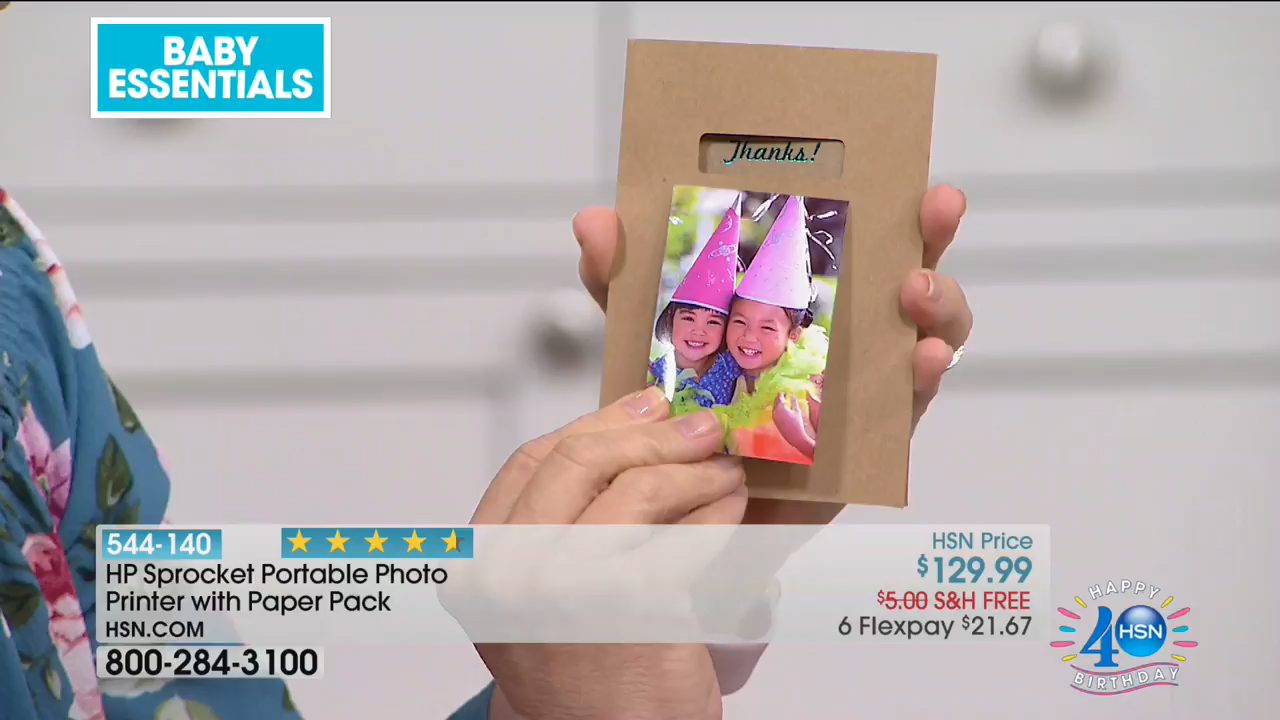 BABY
ESSENTIALS
Thanks!
544-140
HP Sprocket Portable Photo
Printer with Paper Pack
HSN.COM
800-284-3100
HSN Price
$129.99
$5.00 S&H FREE
6 Flexpay $21.67
HAPPY
40
HSN
BIRTHDAY